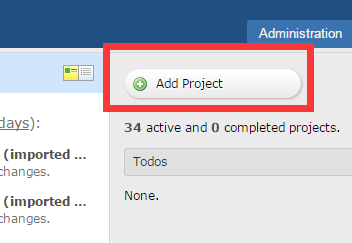 Administration
Add Project
days):
34 active and 0 completed projects.
(imported ...
changes.
Todos
(imported ...
changes.
None.